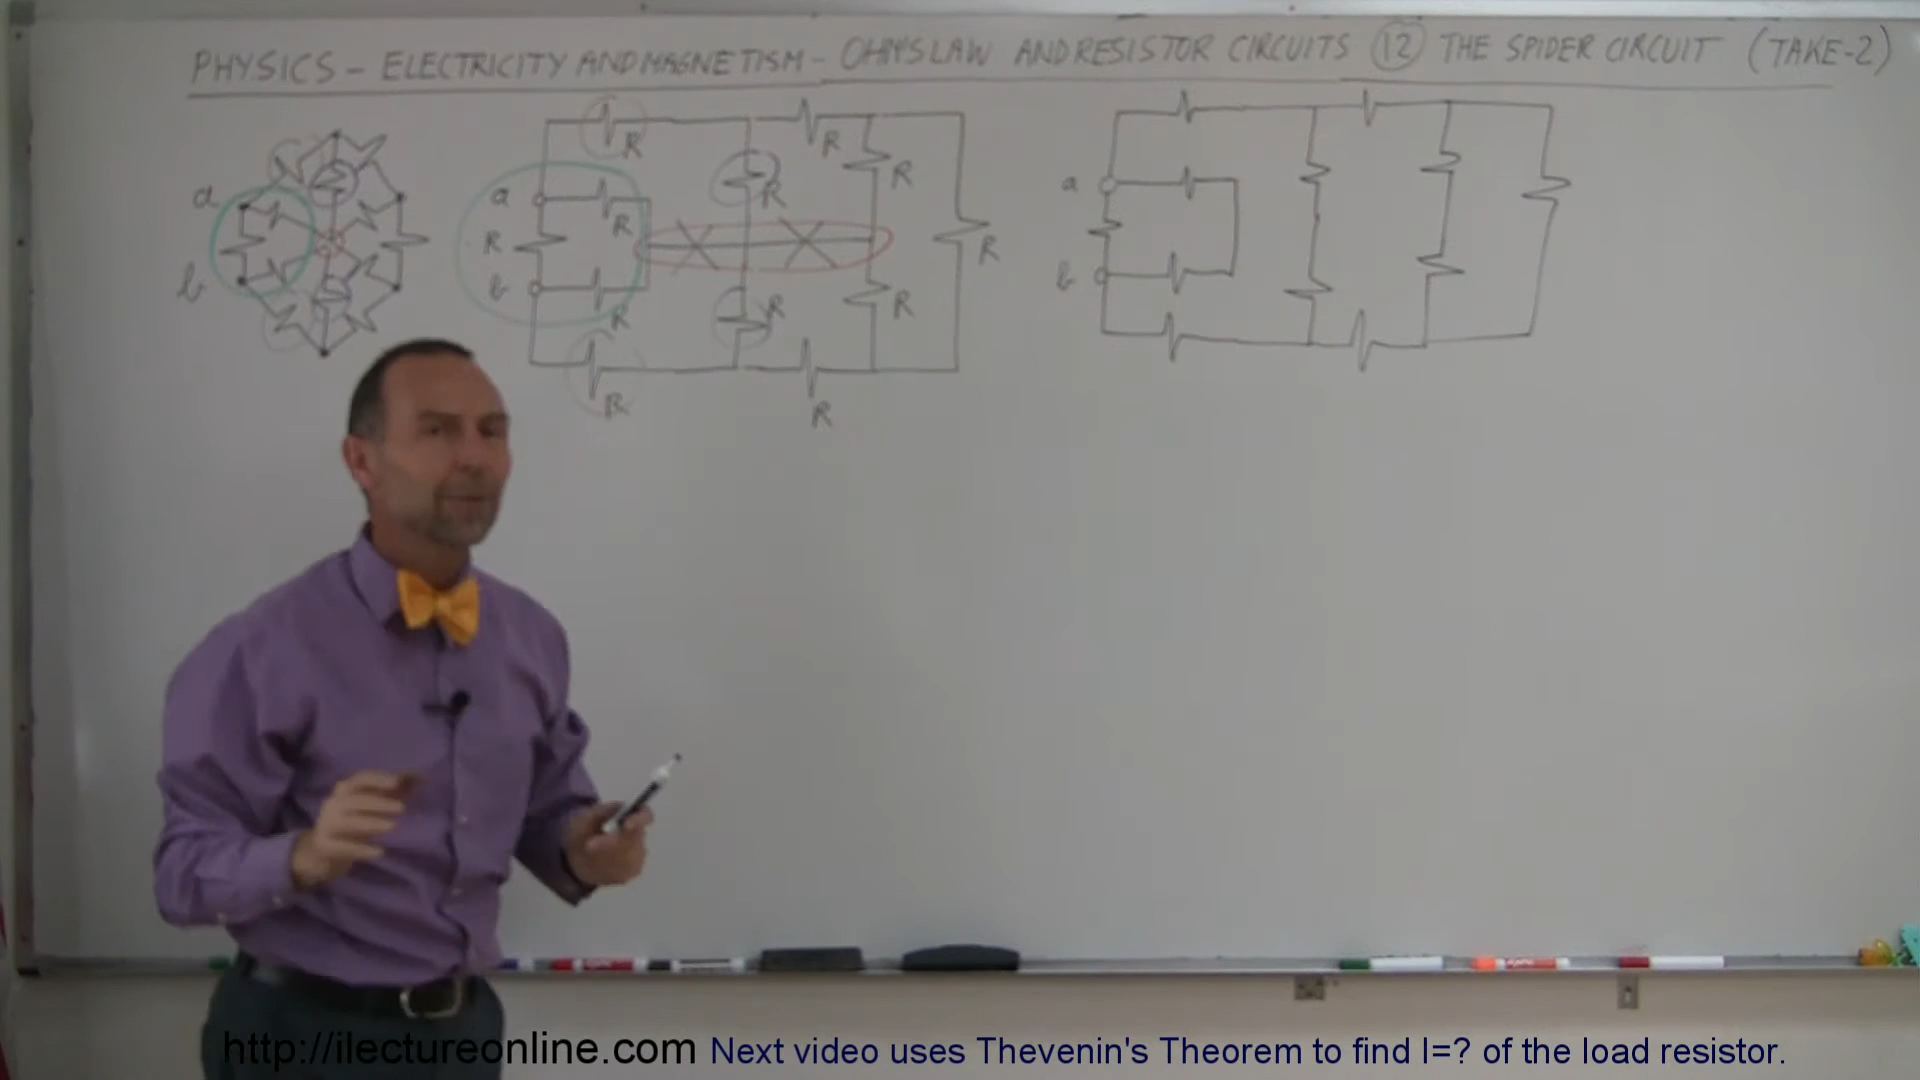 PHYSICS - ELECTRICITY AND MAGNETISM - OHM'S LAW AND RESISTOR CIRCUITS 12 THE SPIDER CIRCUIT (TAKE-2)
a
b
R R
a R R R
R R
b R R R
R R
a
b
http://ilectureonline.com Next video uses Thevenin's Theorem to find I=? of the load resistor.